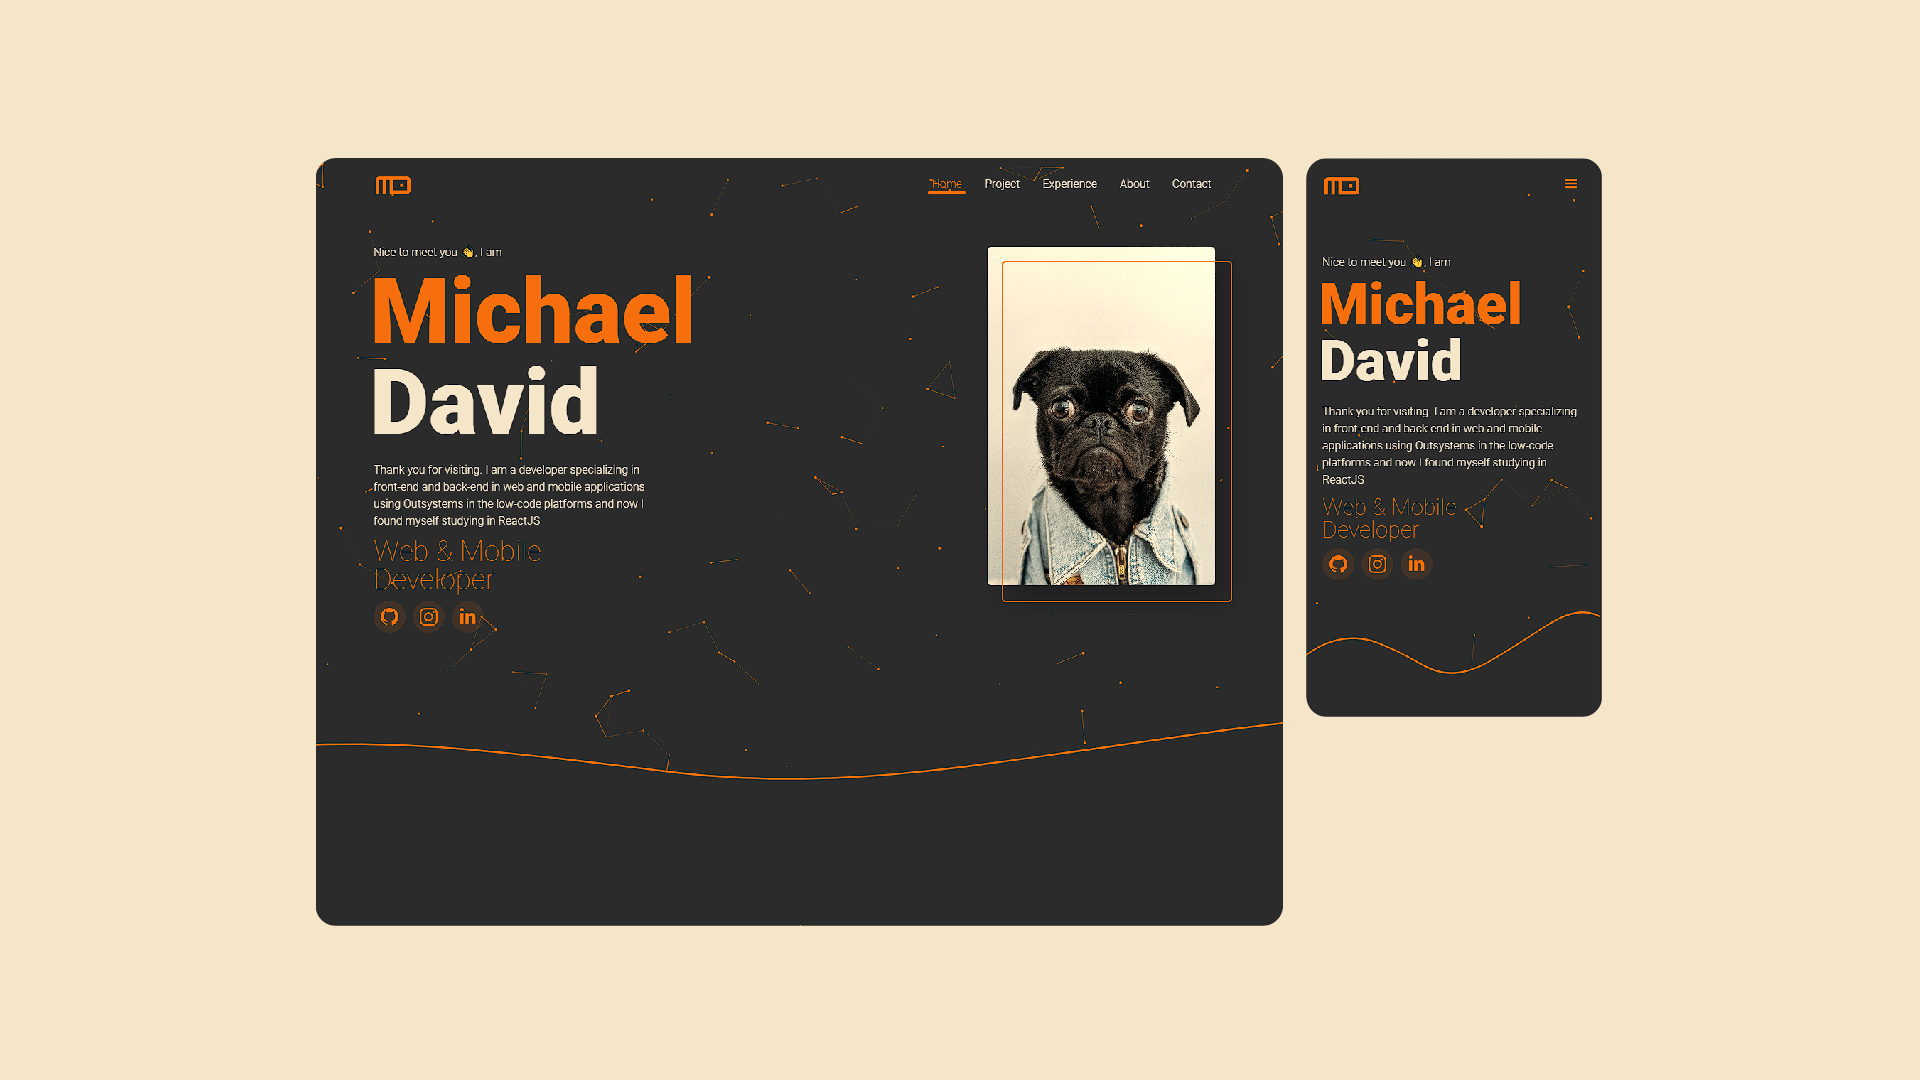 MD
Home Project Experience About Contact
Nice to meet you 👋, I am
Michael
David
Thank you for visiting. I am a developer specializing in
front-end and back-end in web and mobile applications
using Outsystems in the low-code platforms and now I
found myself studying in ReactJS
Web & Mobile
Developer
in
MD
Nice to meet you 👋, I am
Michael
David
Thank you for visiting. I am a developer specializing
in front-end and back-end in web and mobile
applications using Outsystems in the low-code
platforms and now I found myself studying in
ReactJS
Web & Mobile
Developer
in